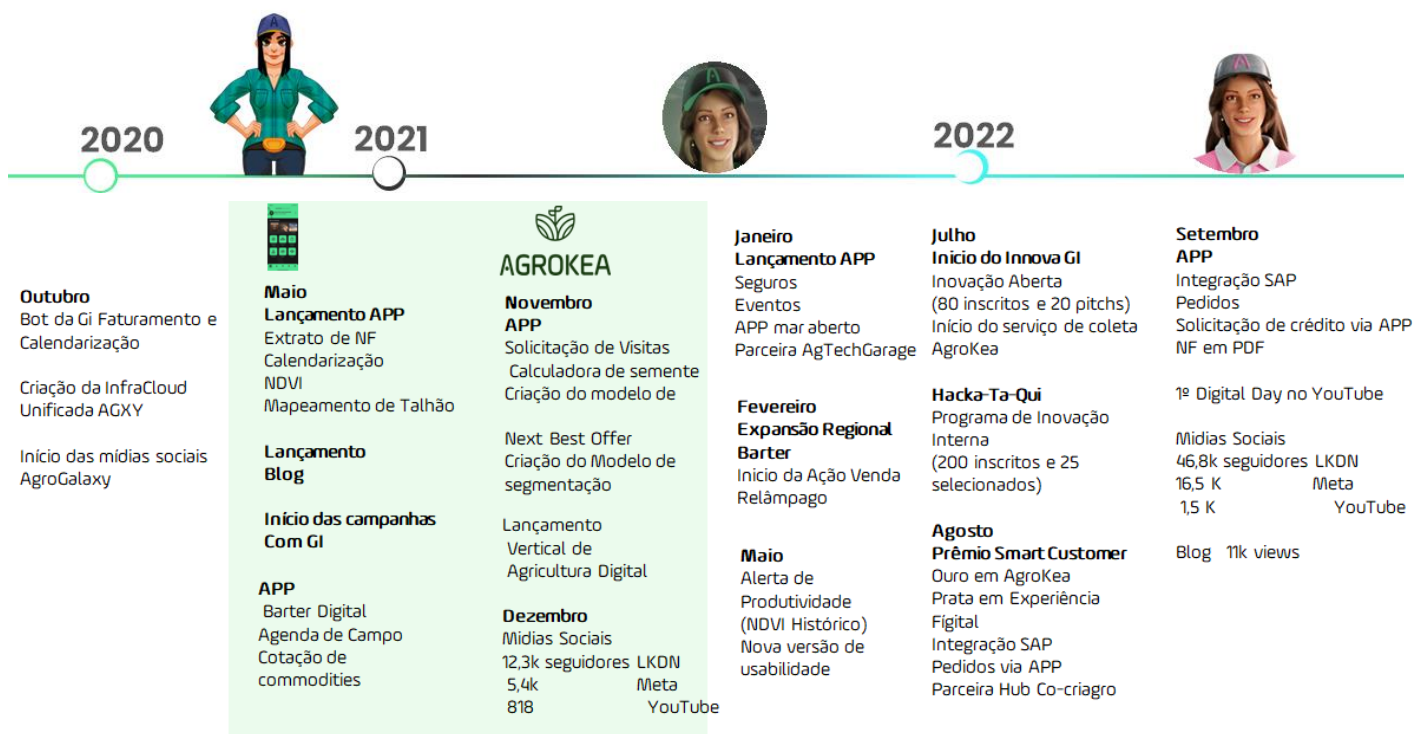 2020
2021
2022
Outubro
Bot da Gi Faturamento e
Calendarização
Criação da InfraCloud
Unificada AGXY
Início das mídias sociais
AgroGalaxy
Maio
Lançamento APP
Extrato de NF
Calendarização
NDVI
Mapeamento de Talhão
Lançamento
Blog
Início das campanhas
Com GI
APP
Barter Digital
Agenda de Campo
Cotação de
commodities
AGROKEA
Novembro
APP
Solicitação de Visitas
Calculadora de semente
Criação do modelo de
Next Best Offer
Criação do Modelo de
segmentação
Lançamento
Vertical de
Agricultura Digital
Dezembro
Midias Sociais
12,3k seguidores LKDN
5,4k Meta
818 YouTube
Janeiro
Lançamento APP
Seguros
Eventos
APP mar aberto
Parceira AgTechGarage
Fevereiro
Expansão Regional
Barter
Inicio da Ação Venda
Relâmpago
Maio
Alerta de
Produtividade
(NDVI Histórico)
Nova versão de
usabilidade
Julho
Inicio do Innova GI
Inovação Aberta
(80 inscritos e 20 pitchs)
Início do serviço de coleta
AgroKea
Hacka-Ta-Qui
Programa de Inovação
Interna
(200 inscritos e 25
selecionados)
Agosto
Prêmio Smart Customer
Ouro em AgroKea
Prata em Experiência
Fígital
Integração SAP
Pedidos via APP
Parceira Hub Co-criagro
Setembro
APP
Integração SAP
Pedidos
Solicitação de crédito via APP
NF em PDF
1º Digital Day no YouTube
Midias Sociais
46,8k seguidores LKDN
16,5 K Meta
1,5 K YouTube
Blog 11k views